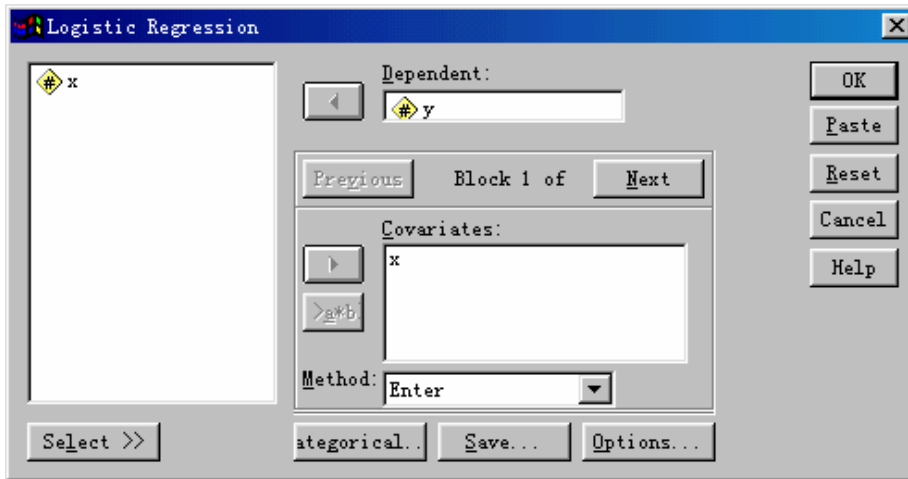 Logistic Regression
# x
Dependent:
# y
OK
Paste
Previous
Block 1 of
Next
Reset
Covariates:
x
Cancel
Help
>a*b
Method:
Enter
Select >>
ategorical..
Save...
Options...